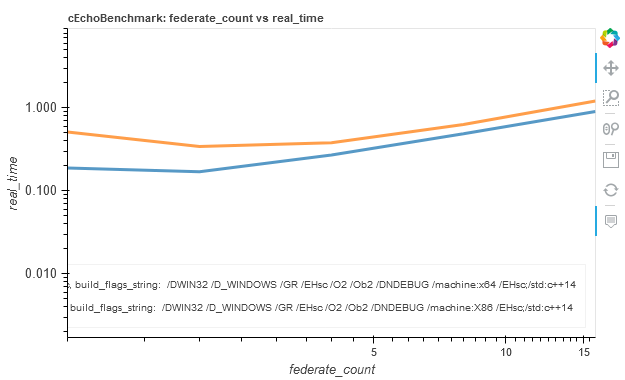 cEchoBenchmark: federate_count vs real_time
1.000
0.100
0.010
real_time
, build_flags_string: /DWIN32 /D_WINDOWS /GR /EHsc /O2 /Ob2 /DNDEBUG /machine:x64 /EHsc;/std:c++14
build_flags_string: /DWIN32 /D_WINDOWS /GR /EHsc /O2 /Ob2 /DNDEBUG /machine:X86 /EHsc;/std:c++14
5 10 15
federate_count